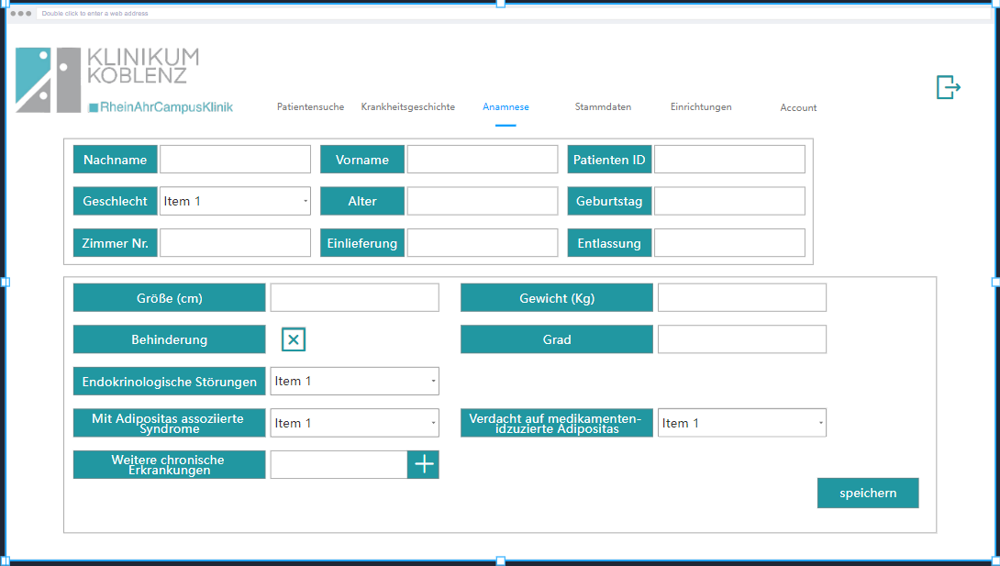 Double click to enter a web address
KLINIKUM
KOBLENZ
RheinAhrCampusKlinik
Patientensuche Krankheitsgeschichte Anamnese Stammdaten Einrichtungen Account
Nachname Vorname Patienten ID
Geschlecht Item 1 Alter Geburtstag
Zimmer Nr. Einlieferung Entlassung
Größe (cm) Gewicht (Kg)
Behinderung Grad
Endokrinologische Störungen Item 1
Mit Adipositas assoziierte
Syndrome
Item 1
Verdacht auf medikamenten-
idzuzierte Adipositas
Item 1
Weitere chronische
Erkrankungen
speichern